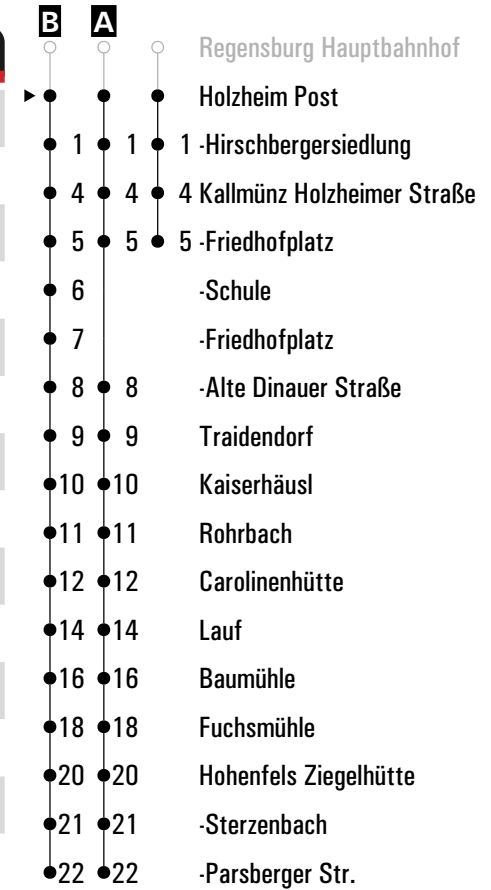 B A
Regensburg Hauptbahnhof
Holzheim Post
1 1 1 -Hirschbergersiedlung
4 4 4 Kallmünz Holzheimer Straße
5 5 5 -Friedhofplatz
6 -Schule
7 -Friedhofplatz
8 8 -Alte Dinauer Straße
9 9 Traidendorf
10 10 Kaiserhäusl
11 11 Rohrbach
12 12 Carolinenhütte
14 14 Lauf
16 16 Baumühle
18 18 Fuchsmühle
20 20 Hohenfels Ziegelhütte
21 21 -Sterzenbach
22 22 -Parsberger Str.